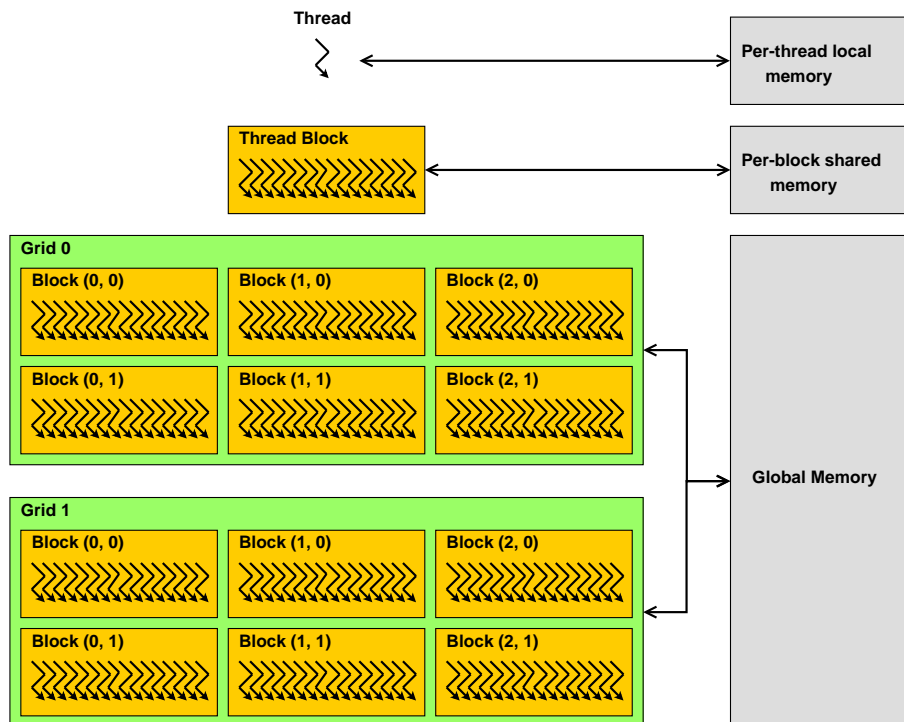 Thread
Per-thread local
memory
Thread Block
Per-block shared
memory
Grid 0
Block (0, 0)
Block (1, 0)
Block (2, 0)
Block (0, 1)
Block (1, 1)
Block (2, 1)
Global Memory
Grid 1
Block (0, 0)
Block (1, 0)
Block (2, 0)
Block (0, 1)
Block (1, 1)
Block (2, 1)